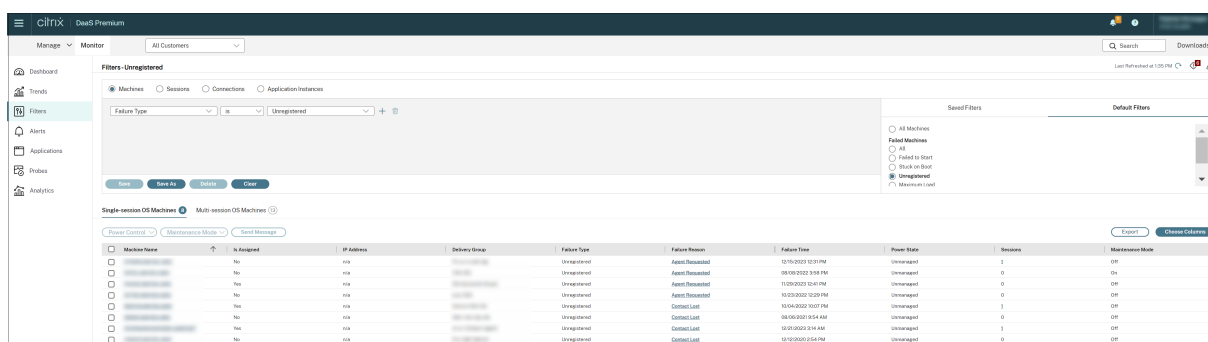 citrix DaaS Premium
Manage Monitor All Customers Search Downloads
Dashboard
Trends
Filters
Alerts
Applications
Probes
Analytics
Filters - Unregistered Last Refreshed at 1:35 PM
Machines Sessions Connections Application Instances
Failure Type is Unregistered
Saved Filters Default Filters
All Machines
Failed Machines
All
Failed to Start
Stuck on Boot
Unregistered
Maximum Load
Save Save As Delete Clear
Single-session OS Machines Multi-session OS Machines 13
Power Control Maintenance Mode Send Message Export Choose Columns
Machine Name Is Assigned IP Address Delivery Group Failure Type Failure Reason Failure Time Power State Sessions Maintenance Mode
No n/a Unregistered Agent Requested 12/15/2023 12:31 PM Unmanaged 1 Off
No n/a Unregistered Agent Requested 08/08/2022 3:58 PM Unmanaged 0 On
Yes n/a Unregistered Agent Requested 11/29/2023 12:41 PM Unmanaged 0 Off
No n/a Unregistered Agent Requested 10/23/2022 12:29 PM Unmanaged 0 Off
Yes n/a Unregistered Contact Lost 10/04/2022 10:07 PM Unmanaged 1 Off
No n/a Unregistered Contact Lost 09/06/2021 9:54 AM Unmanaged 0 Off
Yes n/a Unregistered Contact Lost 12/21/2023 3:14 AM Unmanaged 1 Off
No n/a Unregistered Contact Lost 12/12/2020 2:54 PM Unmanaged 0 Off